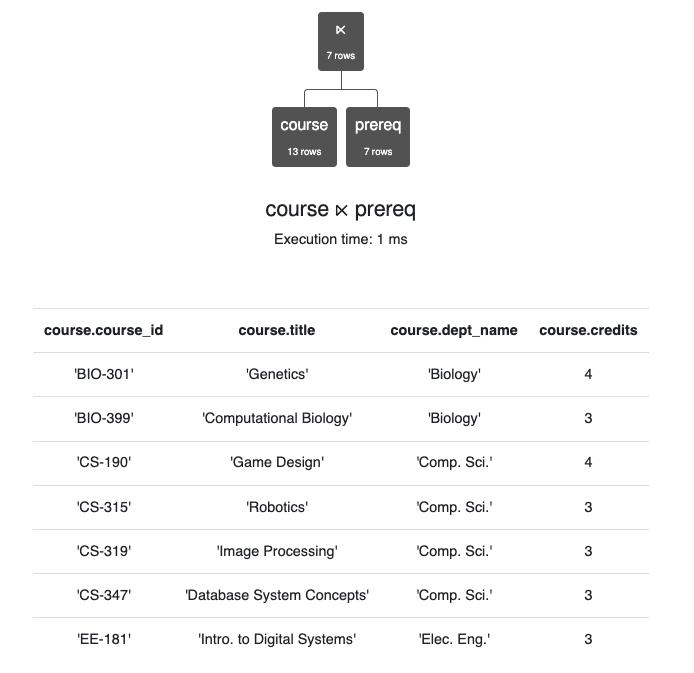 ⋉
7 rows
course prereq
13 rows 7 rows
course ⋉ prereq
Execution time: 1 ms
course.course_id course.title course.dept_name course.credits
'BIO-301' 'Genetics' 'Biology' 4
'BIO-399' 'Computational Biology' 'Biology' 3
'CS-190' 'Game Design' 'Comp. Sci.' 4
'CS-315' 'Robotics' 'Comp. Sci.' 3
'CS-319' 'Image Processing' 'Comp. Sci.' 3
'CS-347' 'Database System Concepts' 'Comp. Sci.' 3
'EE-181' 'Intro. to Digital Systems' 'Elec. Eng.' 3